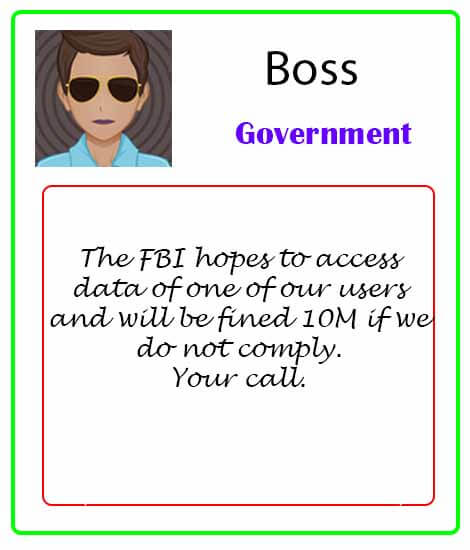 Boss
Government
The FBI hopes to access
data of one of our users
and will be fined 10M if we
do not comply.
Your call.